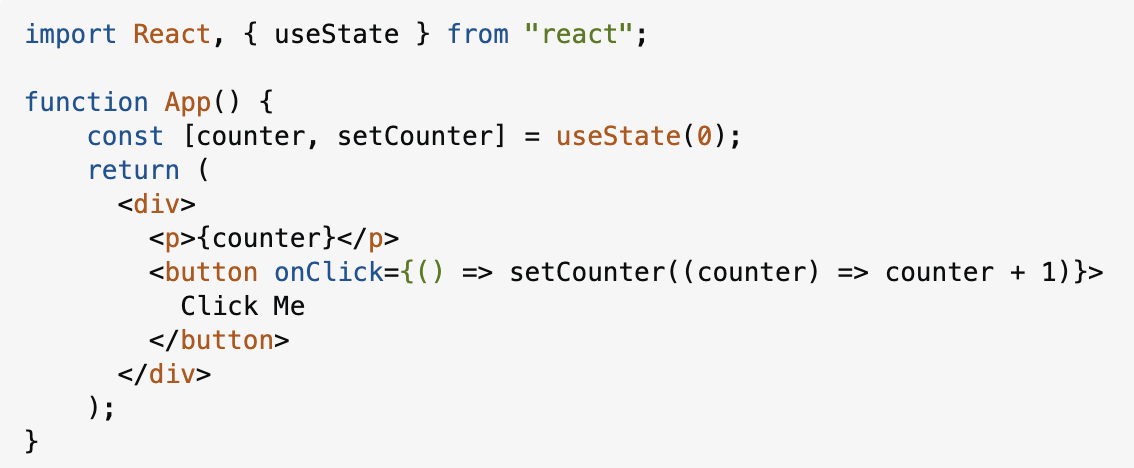 import React, { useState } from "react";

function App() {
    const [counter, setCounter] = useState(0);
    return (
      <div>
        <p>{counter}</p>
        <button onClick={() => setCounter((counter) => counter + 1)}>
          Click Me
        </button>
      </div>
    );
}